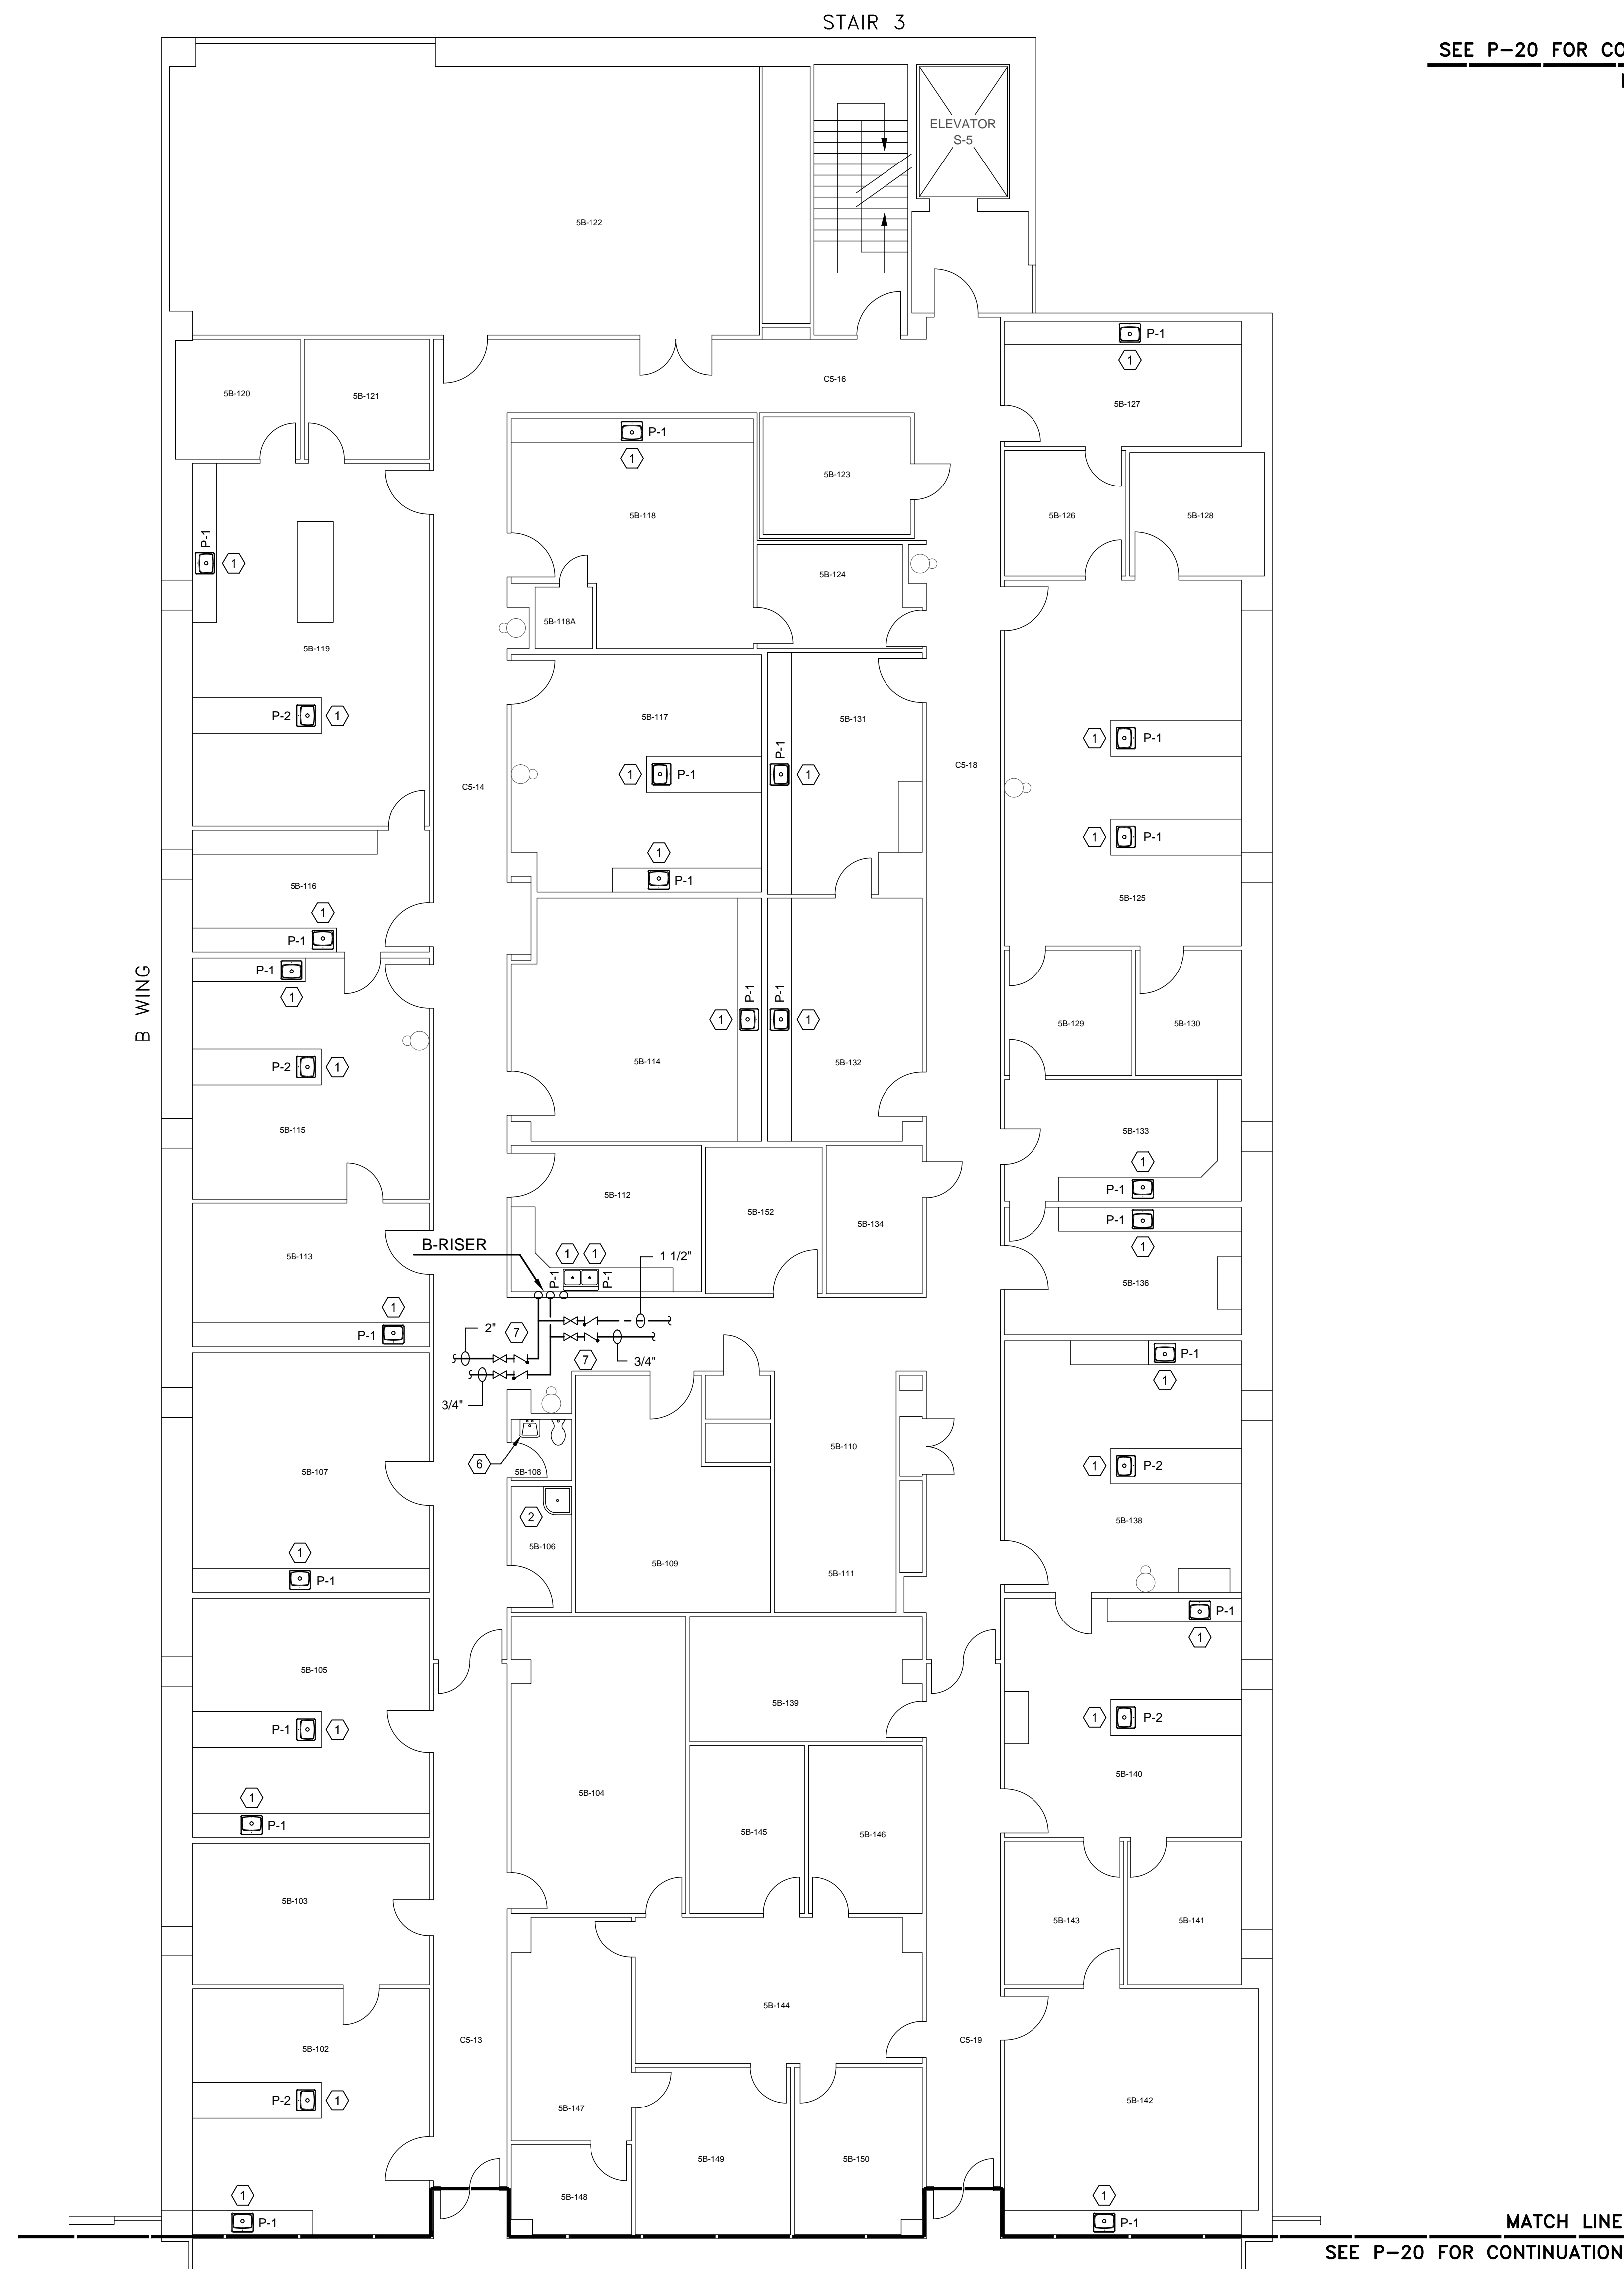 STAIR 3
SEE P-20 FOR CO
ELEVATOR
S-5
5B-122
P-1
1
C5-16
5B-127
5B-120
5B-121
P-1
1
5B-123
5B-118
5B-126
5B-128
P-1
1
5B-124
5B-118A
5B-119
P-2
1
5B-117
5B-131
1
P-1
P-1
1
C5-14
C5-18
1
P-1
1
P-1
1
P-1
5B-116
1
P-1
5B-125
P-1
1
B WING
P-1
1
P-1
1
5B-129
5B-130
P-2
1
5B-114
5B-132
5B-115
5B-133
1
P-1
5B-112
5B-152
5B-134
P-1
1
5B-113
B-RISER
1
1
1 1/2"
P-1
P-1
5B-136
1
P-1
2"
7
7
3/4"
3/4"
P-1
1
5B-110
6
5B-108
5B-107
1
P-2
2
5B-106
5B-138
1
P-1
5B-109
5B-111
P-1
1
5B-105
5B-139
P-1
1
1
P-2
5B-140
5B-104
1
P-1
5B-145
5B-146
5B-103
5B-143
5B-141
5B-144
C5-13
C5-19
5B-102
P-2
1
5B-147
5B-142
5B-149
5B-150
5B-148
1
P-1
1
P-1
MATCH LINE
SEE P-20 FOR CONTINUATION